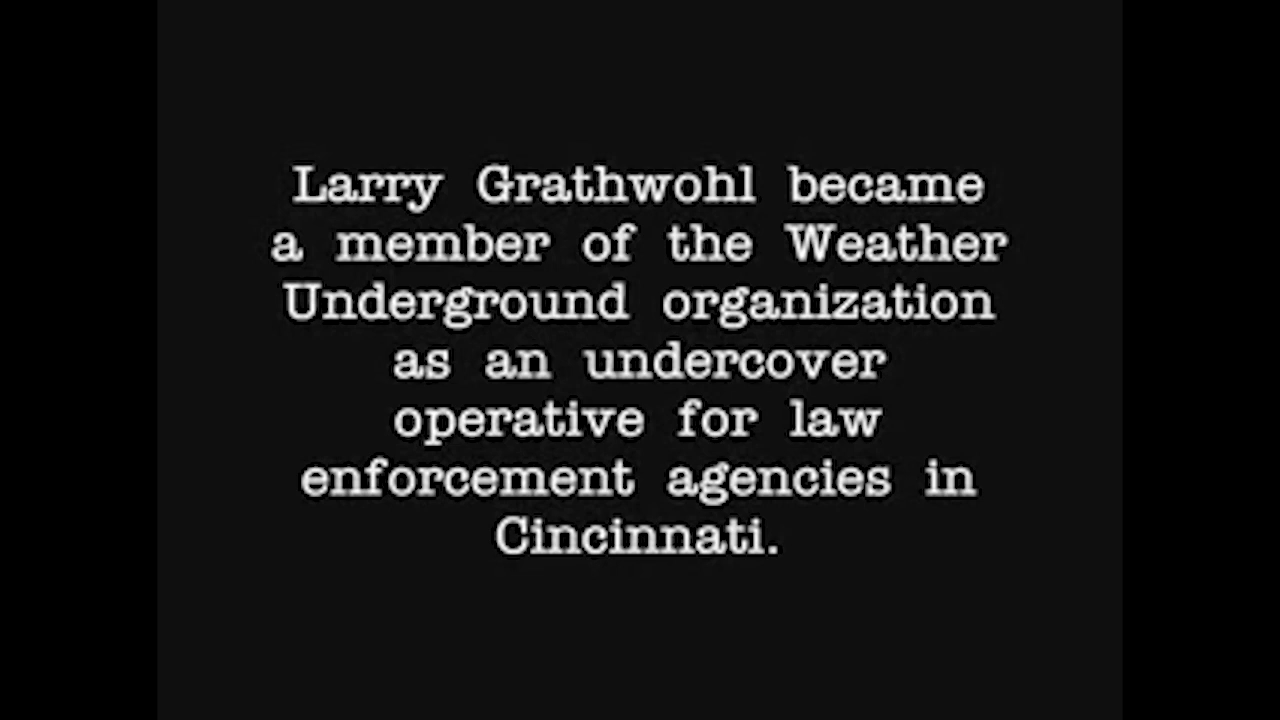 Larry Grathwohl became
a member of the Weather
Underground organization
as an undercover
operative for law
enforcement agencies in
Cincinnati.